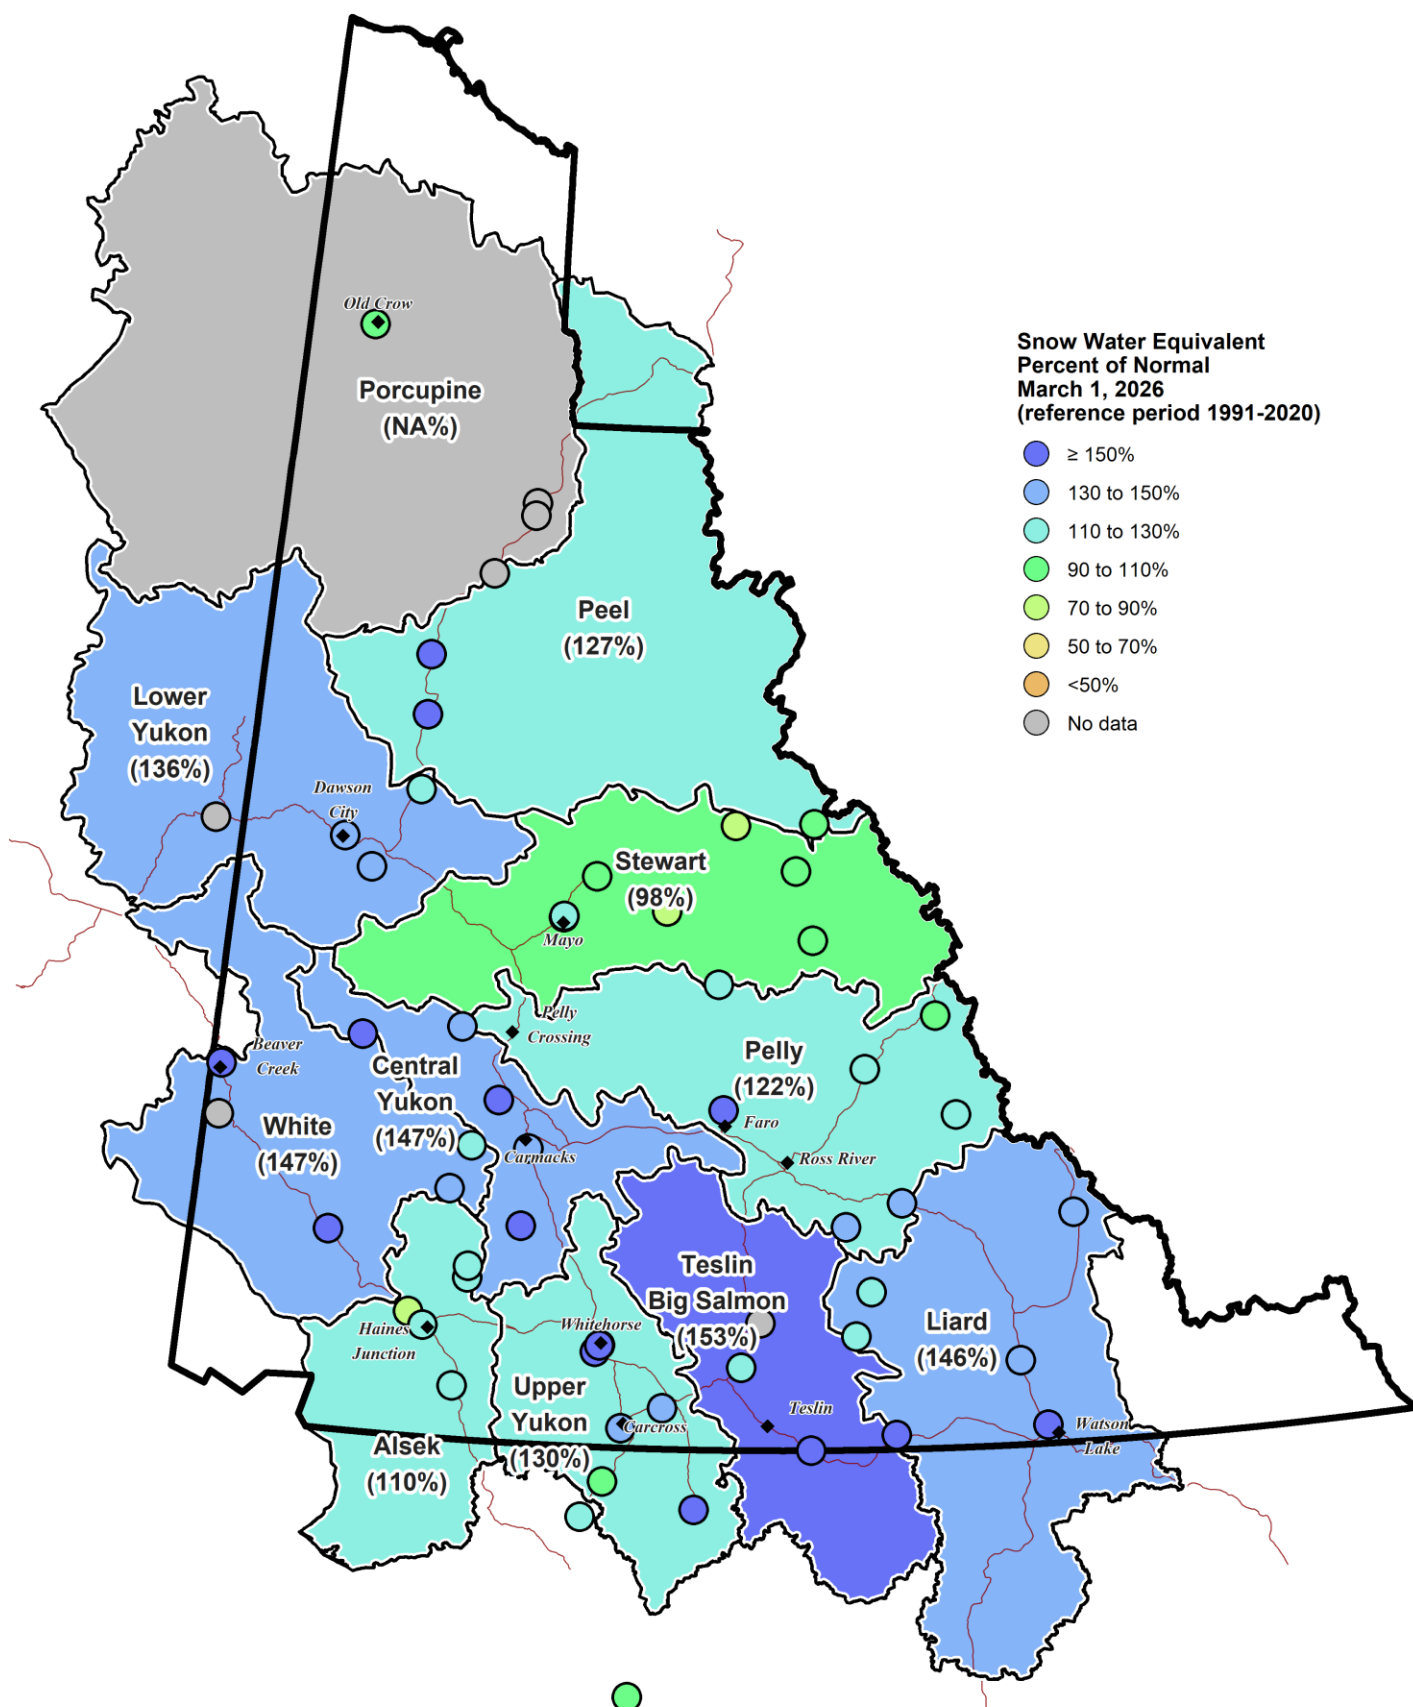 Old Crow
Porcupine
(NA%)
Snow Water Equivalent
Percent of Normal
March 1, 2026
(reference period 1991-2020)
≥ 150%
130 to 150%
110 to 130%
90 to 110%
70 to 90%
50 to 70%
<50%
No data
Peel
(127%)
Lower
Yukon
(136%)
Dawson
City
Stewart
(98%)
Mayo
Pelly
Crossing
Beaver
Creek
Central
Yukon
(147%)
Pelly
(122%)
Faro
White
(147%)
Carmacks
Ross River
Teslin
Big Salmon
(153%)
Liard
(146%)
Haines
Junction
Whitehorse
Upper
Yukon
(130%)
Carcross
Teslin
Watson
Lake
Alsek
(110%)